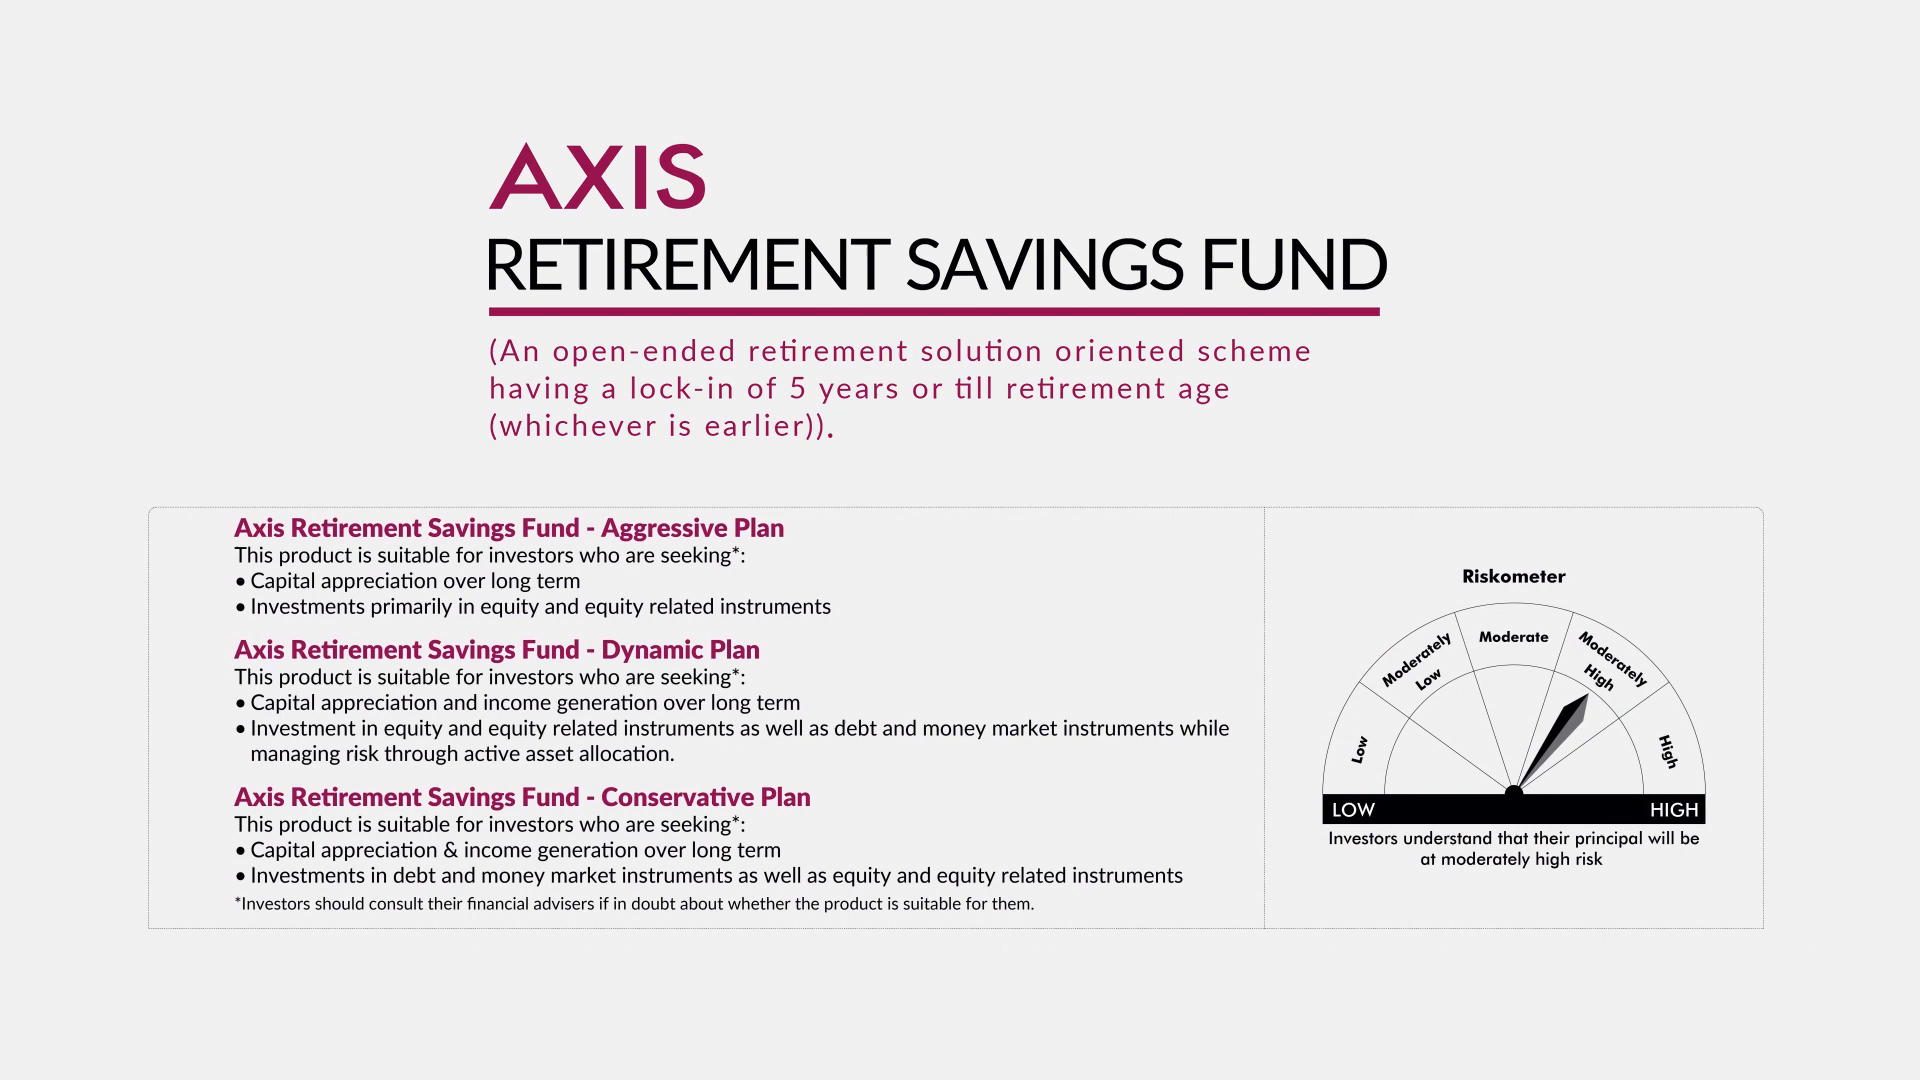 AXIS
RETIREMENT SAVINGS FUND
(An open-ended retirement solution oriented scheme
having a lock-in of 5 years or till retirement age
(whichever is earlier)).
Axis Retirement Savings Fund - Aggressive Plan
This product is suitable for investors who are seeking*:
• Capital appreciation over long term
• Investments primarily in equity and equity related instruments
Axis Retirement Savings Fund - Dynamic Plan
This product is suitable for investors who are seeking*:
• Capital appreciation and income generation over long term
• Investment in equity and equity related instruments as well as debt and money market instruments while
managing risk through active asset allocation.
Axis Retirement Savings Fund - Conservative Plan
This product is suitable for investors who are seeking*:
• Capital appreciation & income generation over long term
• Investments in debt and money market instruments as well as equity and equity related instruments
*Investors should consult their financial advisers if in doubt about whether the product is suitable for them.
Riskometer
Low
Moderately
Low
Moderate
Moderately
High
High
LOW HIGH
Investors understand that their principal will be
at moderately high risk